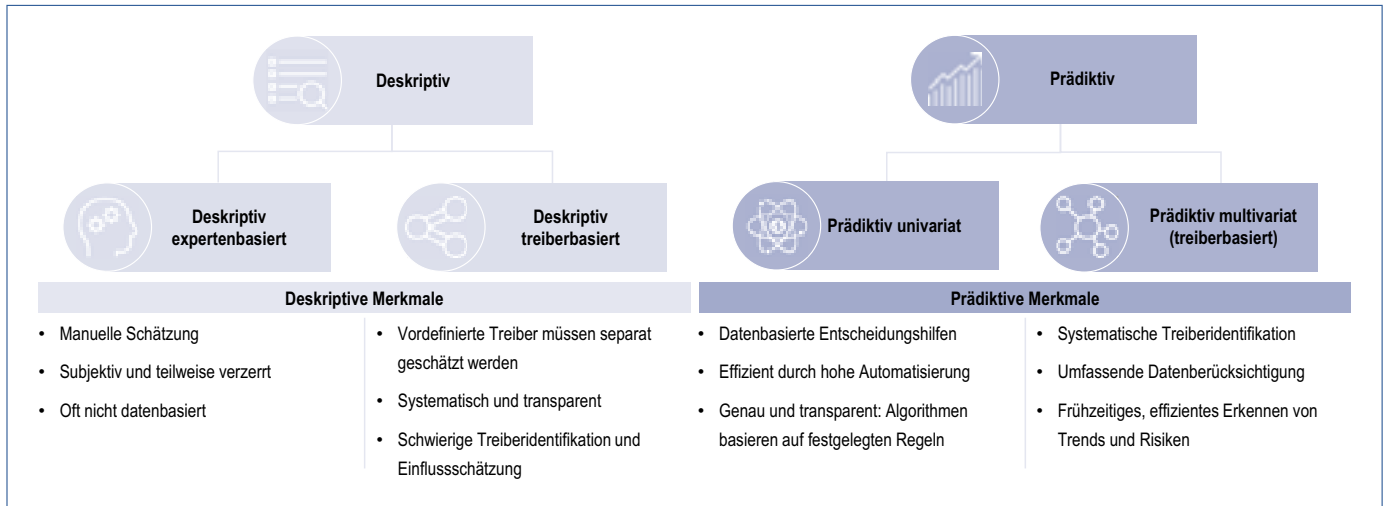 Deskriptiv
Prädiktiv
Deskriptiv
expertenbasiert
Deskriptiv
treiberbasiert
Prädiktiv univariat
Prädiktiv multivariat
(treiberbasiert)
Deskriptive Merkmale
Prädiktive Merkmale
• Manuelle Schätzung
• Subjektiv und teilweise verzerrt
• Oft nicht datenbasiert
• Vordefinierte Treiber müssen separat
geschätzt werden
• Systematisch und transparent
• Schwierige Treiberidentifikation und
Einflussschätzung
• Datenbasierte Entscheidungshilfen
• Effizient durch hohe Automatisierung
• Genau und transparent: Algorithmen
basieren auf festgelegten Regeln
• Systematische Treiberidentifikation
• Umfassende Datenberücksichtigung
• Frühzeitiges, effizientes Erkennen von
Trends und Risiken